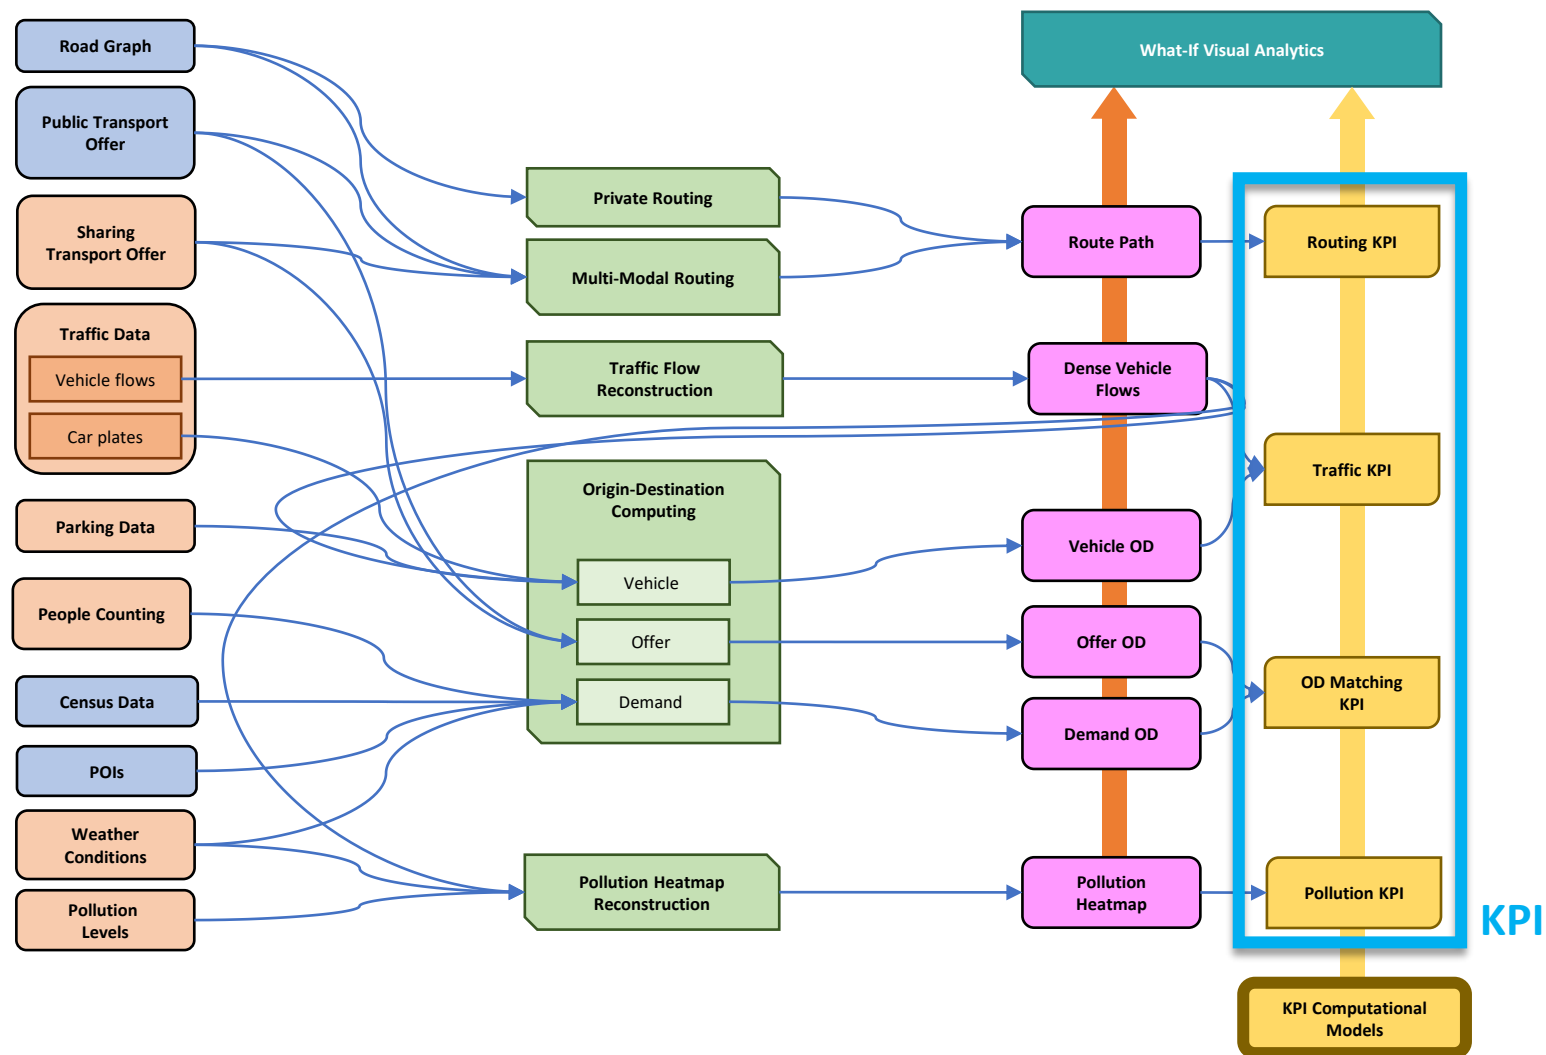 Road Graph
Public Transport
Offer
Sharing
Transport Offer
Traffic Data
Vehicle flows
Car plates
Parking Data
People Counting
Census Data
POIs
Weather
Conditions
Pollution
Levels
Private Routing
Multi-Modal Routing
Traffic Flow
Reconstruction
Origin-Destination
Computing
Vehicle
Offer
Demand
Pollution Heatmap
Reconstruction
What-If Visual Analytics
Route Path
Dense Vehicle
Flows
Vehicle OD
Offer OD
Demand OD
Pollution
Heatmap
Routing KPI
Traffic KPI
OD Matching
KPI
Pollution KPI
KPI
KPI Computational
Models